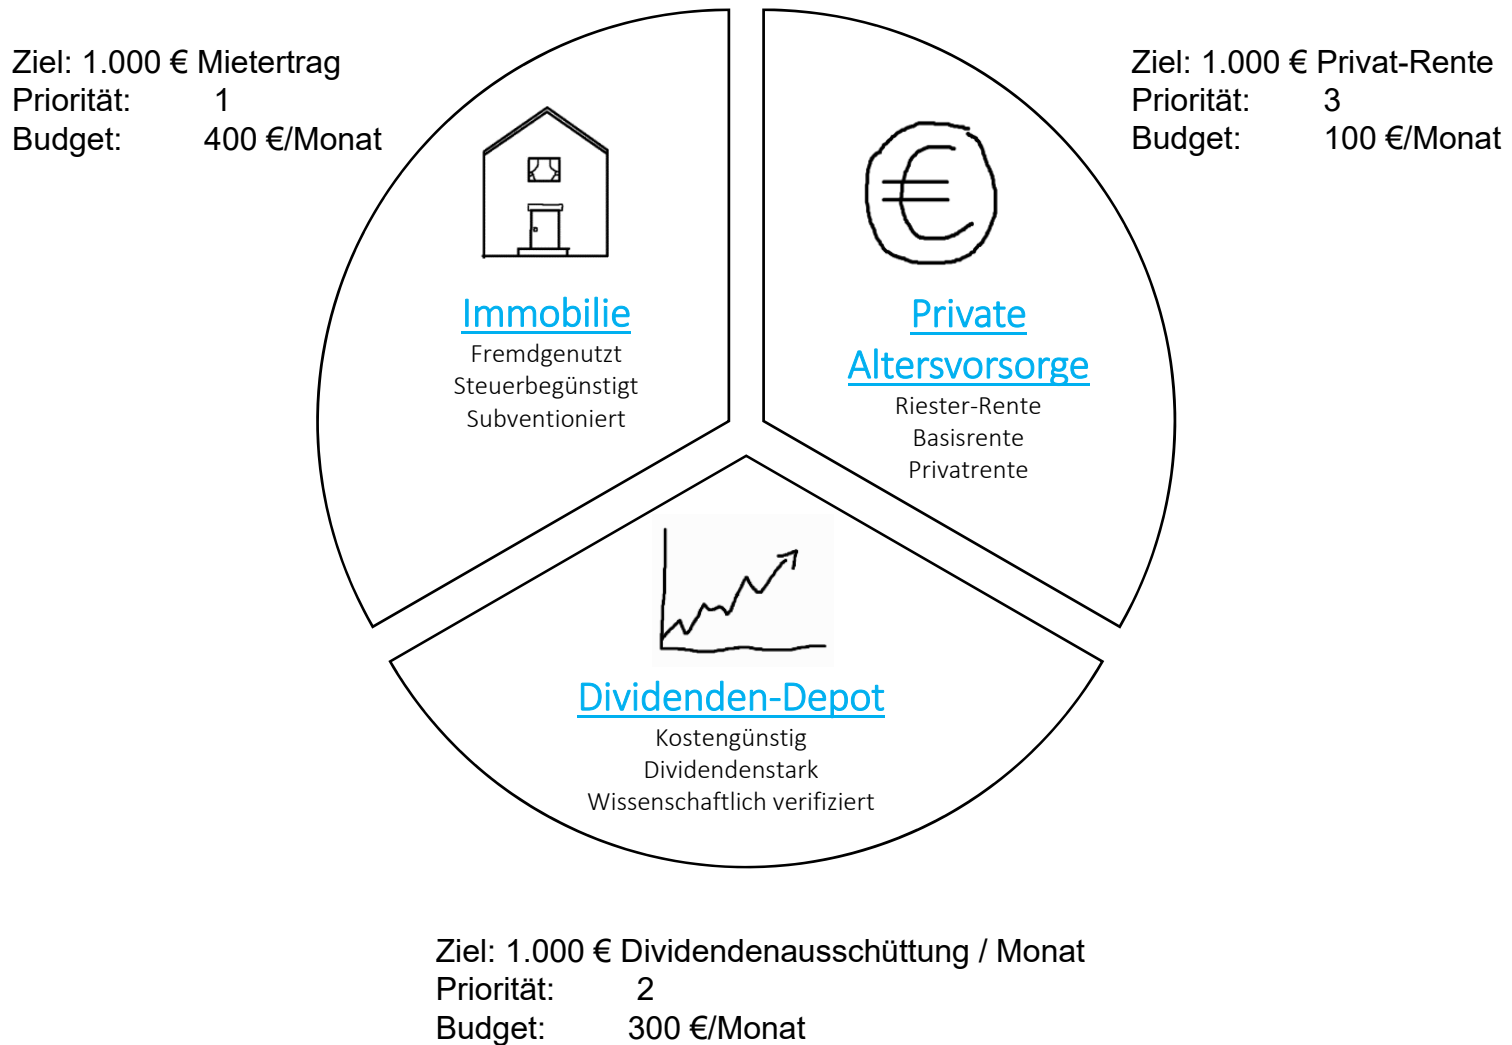 Ziel: 1.000 € Mietertrag
Priorität: 1
Budget: 400 €/Monat
Ziel: 1.000 € Privat-Rente
Priorität: 3
Budget: 100 €/Monat
Immobilie
Fremdgenutzt
Steuerbegünstigt
Subventioniert
€
Private
Altersvorsorge
Riester-Rente
Basisrente
Privatrente
Dividenden-Depot
Kostengünstig
Dividendenstark
Wissenschaftlich verifiziert
Ziel: 1.000 € Dividendenausschüttung / Monat
Priorität: 2
Budget: 300 €/Monat